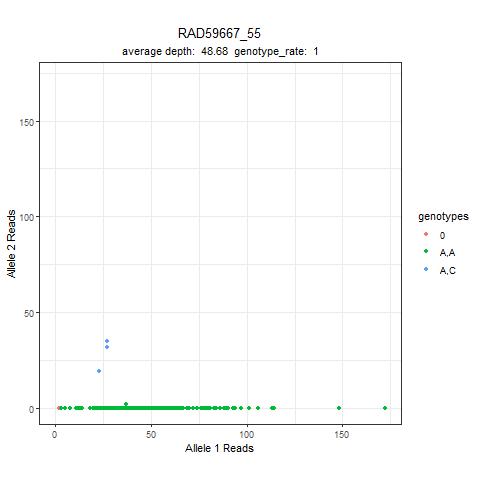 RAD59667_55
average depth: 48.68 genotype_rate: 1
Allele 2 Reads
150
100
50
0
0 50 100 150
Allele 1 Reads
genotypes
0
A,A
A,C